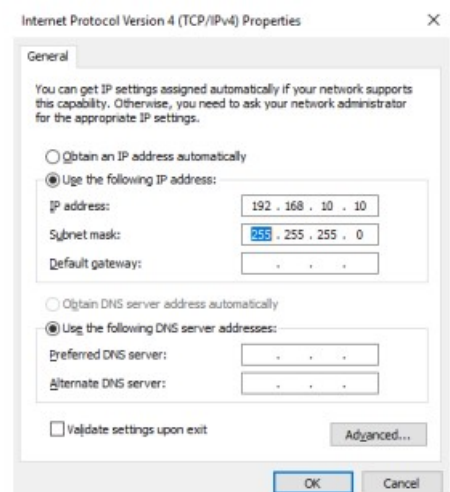 Internet Protocol Version 4 (TCP/IPv4) Properties
General
You can get IP settings assigned automatically if your network supports
this capability. Otherwise, you need to ask your network administrator
for the appropriate IP settings.
Obtain an IP address automatically
Use the following IP address:
IP address: 192 . 168 . 10 . 10
Subnet mask: 255 . 255 . 255 . 0
Default gateway: . . .
Obtain DNS server address automatically
Use the following DNS server addresses:
Preferred DNS server: . . .
Alternate DNS server: . . .
Validate settings upon exit
Advanced...
OK Cancel